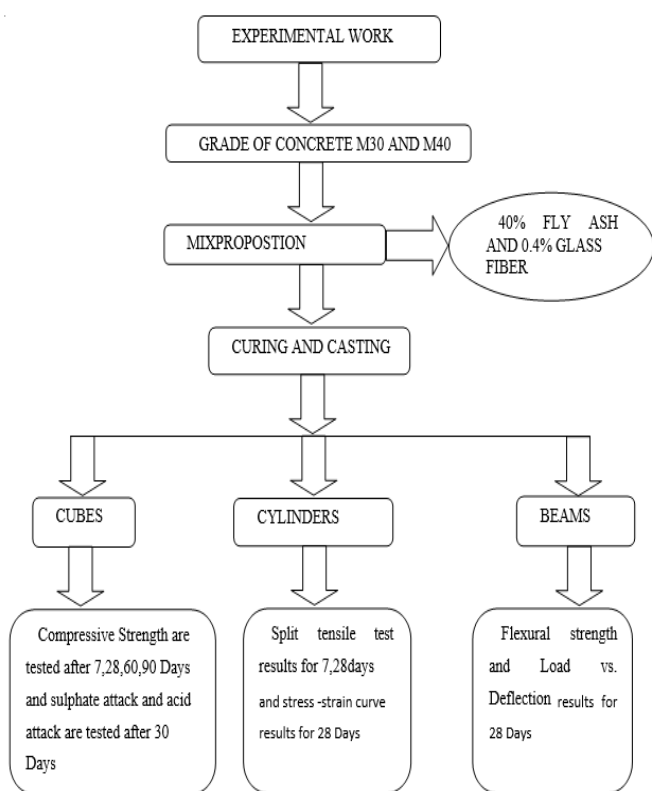 EXPERIMENTAL WORK
GRADE OF CONCRETE M30 AND M40
MIXPROPOSTION
40% FLY ASH
AND 0.4% GLASS
FIBER
CURING AND CASTING
CUBES
CYLINDERS
BEAMS
Compressive Strength are
tested after 7,28,60,90 Days
and sulphate attack and acid
attack are tested after 30
Days
Split tensile test
results for 7,28days
and stress -strain curve
results for 28 Days
Flexural strength
and Load vs.
Deflection results for
28 Days